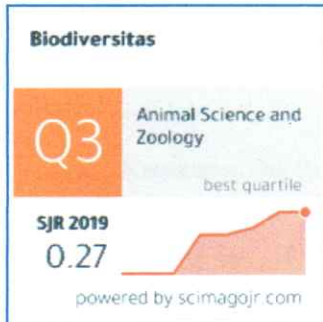 Biodiversitas
Q3
Animal Science and
Zoology
best quartile
SJR 2019
0.27
powered by scimagojr.com